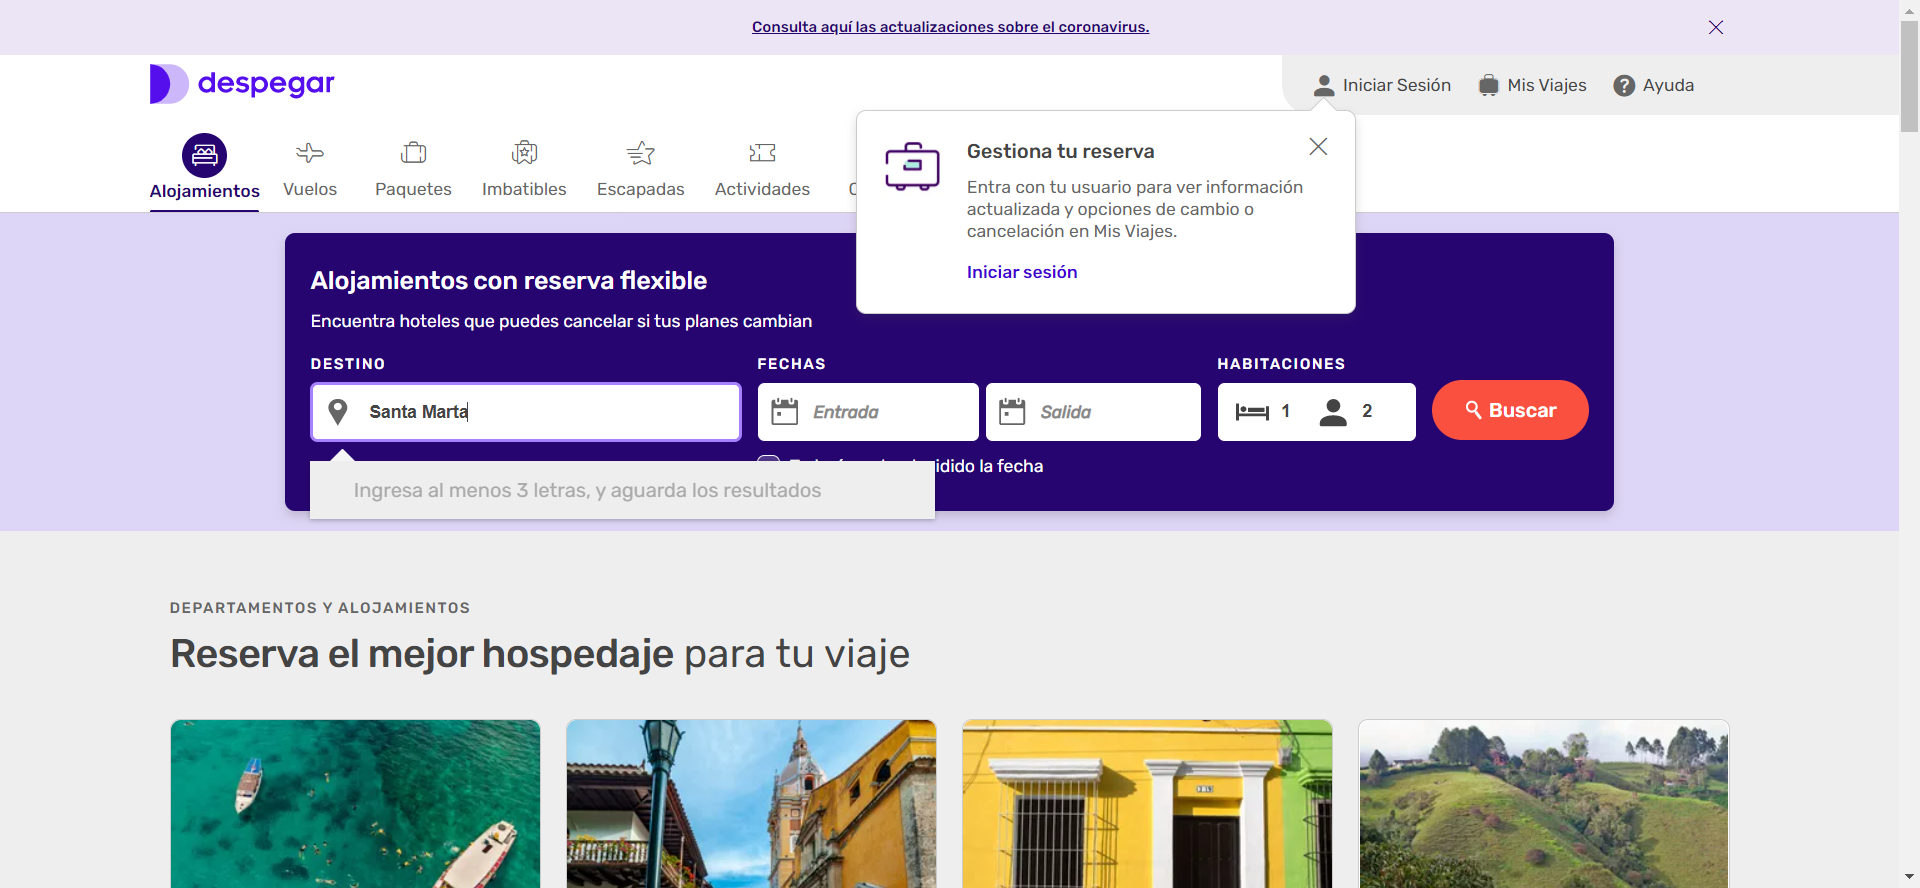 Consulta aquí las actualizaciones sobre el coronavirus.
despegar
Iniciar Sesión
Mis Viajes
Ayuda
Alojamientos
Vuelos
Paquetes
Imbatibles
Escapadas
Actividades
Gestiona tu reserva
Entra con tu usuario para ver información
actualizada y opciones de cambio o
cancelación en Mis Viajes.
Iniciar sesión
Alojamientos con reserva flexible
Encuentra hoteles que puedes cancelar si tus planes cambian
DESTINO
FECHAS
HABITACIONES
Santa Marta
Entrada
Salida
1
2
Buscar
la fecha
Ingresa al menos 3 letras, y aguarda los resultados
DEPARTAMENTOS Y ALOJAMIENTOS
Reserva el mejor hospedaje para tu viaje